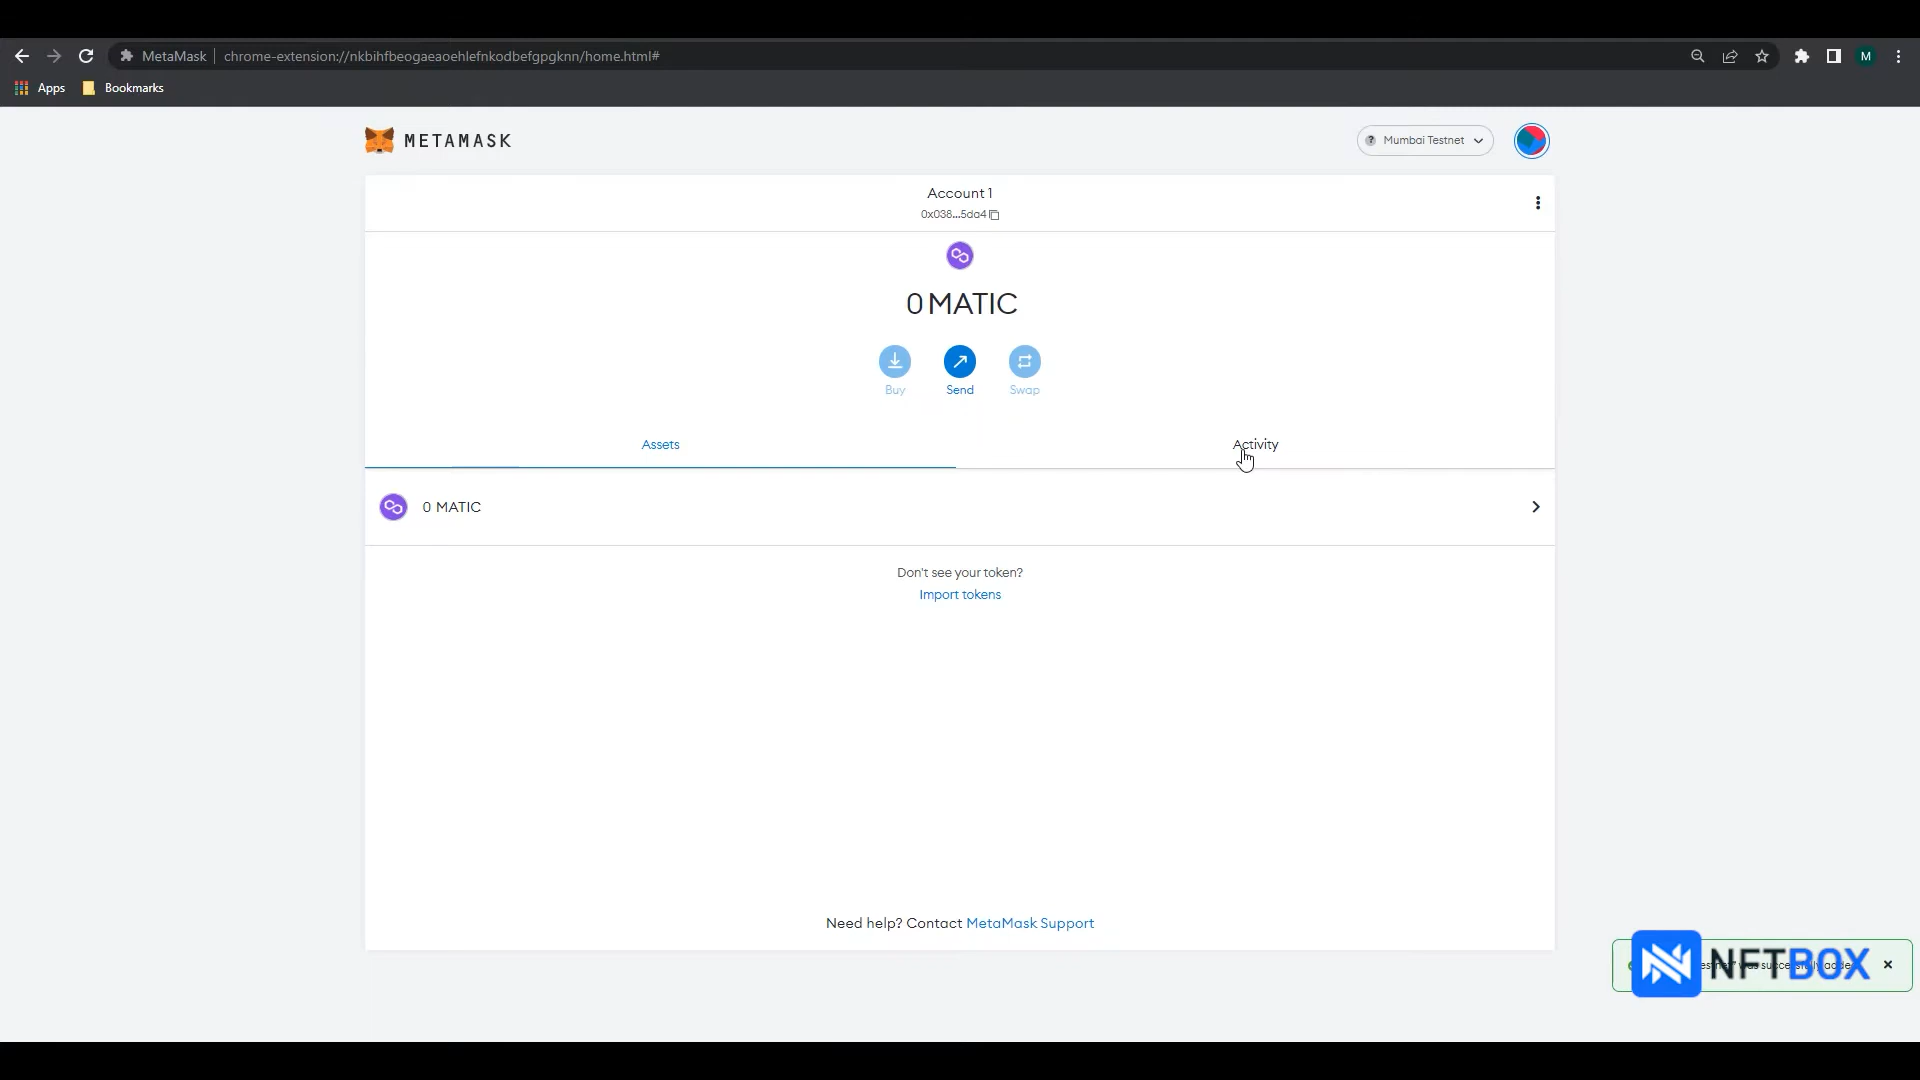 MetaMask chrome-extension://nkbihfbeogaeaoehlefnkodbefgpgknn/home.html#
M
Apps Bookmarks
METAMASK
? Mumbai Testnet
Account 1
0x038...5da4
0 MATIC
Buy Send Swap
Assets Activity
0 MATIC
Don't see your token?
Import tokens
Need help? Contact MetaMask Support
NFTBOX